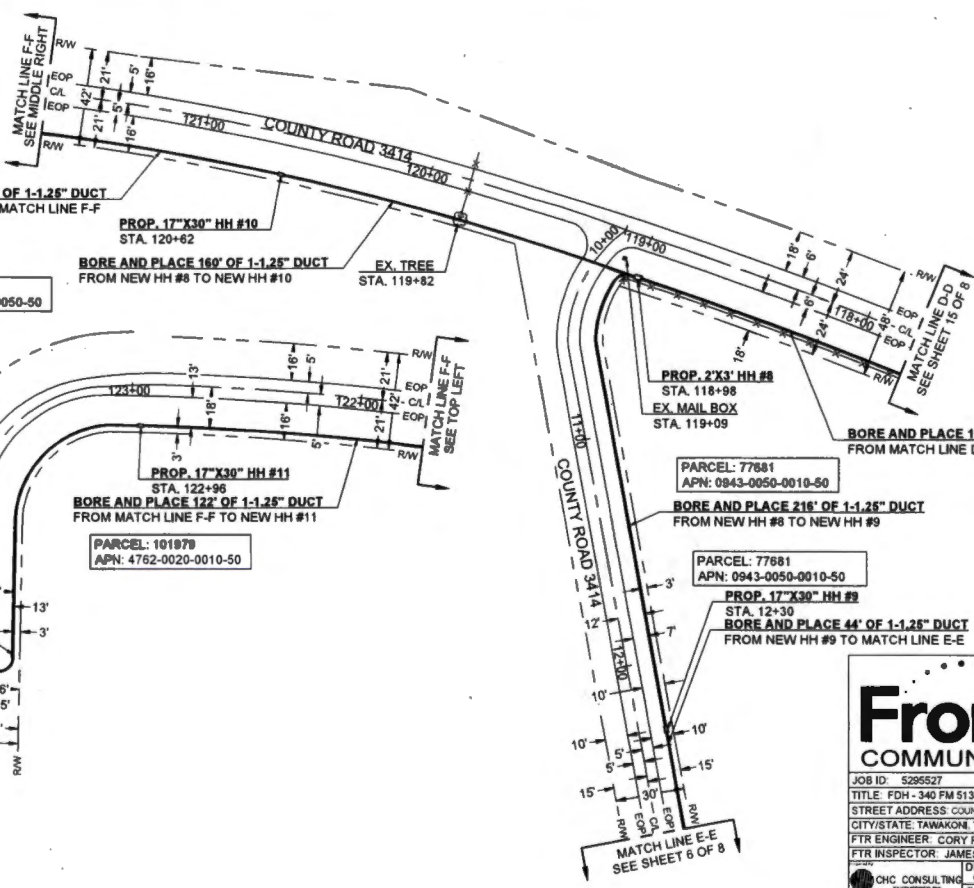 MATCH LINE F-F
SEE MIDDLE RIGHT
R/W
EOP
C/L
EOP
R/W
42'
21'
21'
5'
16'
5'
16'
121+00
COUNTY ROAD 3414
120+00
OF 1-1.25" DUCT
MATCH LINE F-F
PROP. 17"X30" HH #10
STA. 120+62
BORE AND PLACE 160' OF 1-1.25" DUCT
FROM NEW HH #8 TO NEW HH #10
EX. TREE
STA. 119+82
10+00
119+00
18'
6'
24'
R/W
EOP
C/L
EOP
R/W
118+00
48'
6'
24'
18'
MATCH LINE D-D
SEE SHEET 15 OF 8
0050-50
PROP. 2'X3' HH #8
STA. 118+98
EX. MAIL BOX
STA. 119+09
BORE AND PLACE 1
FROM MATCH LINE D
123+00
13'
18'
16'
5'
16'
5'
122+00
21'
42'
21'
R/W
EOP
C/L
EOP
R/W
MATCH LINE F-F
SEE TOP LEFT
3'
PROP. 17"X30" HH #11
STA. 122+96
BORE AND PLACE 122' OF 1-1.25" DUCT
FROM MATCH LINE F-F TO NEW HH #11
PARCEL: 101979
APN: 4762-0020-0010-50
11+00
COUNTY ROAD 3414
PARCEL: 77681
APN: 0943-0050-0010-50
BORE AND PLACE 216' OF 1-1.25" DUCT
FROM NEW HH #8 TO NEW HH #9
PARCEL: 77681
APN: 0943-0050-0010-50
PROP. 17"X30" HH #9
STA. 12+30
BORE AND PLACE 44' OF 1-1.25" DUCT
FROM NEW HH #9 TO MATCH LINE E-E
13'
3'
6'
5'
R/W
3'
12'
7'
12+00
10'
10'
10'
5'
5'
15'
15'
30'
R/W
EOP
C/L
EOP
R/W
MATCH LINE E-E
SEE SHEET 6 OF 8
Fro
COMMUN
JOB ID: 5295527
TITLE: FDH - 340 FM 513
STREET ADDRESS: COUN
CITY/STATE: TAWAKONI,
FTR ENGINEER: CORY
FTR INSPECTOR: JAMES
CHC CONSULTING